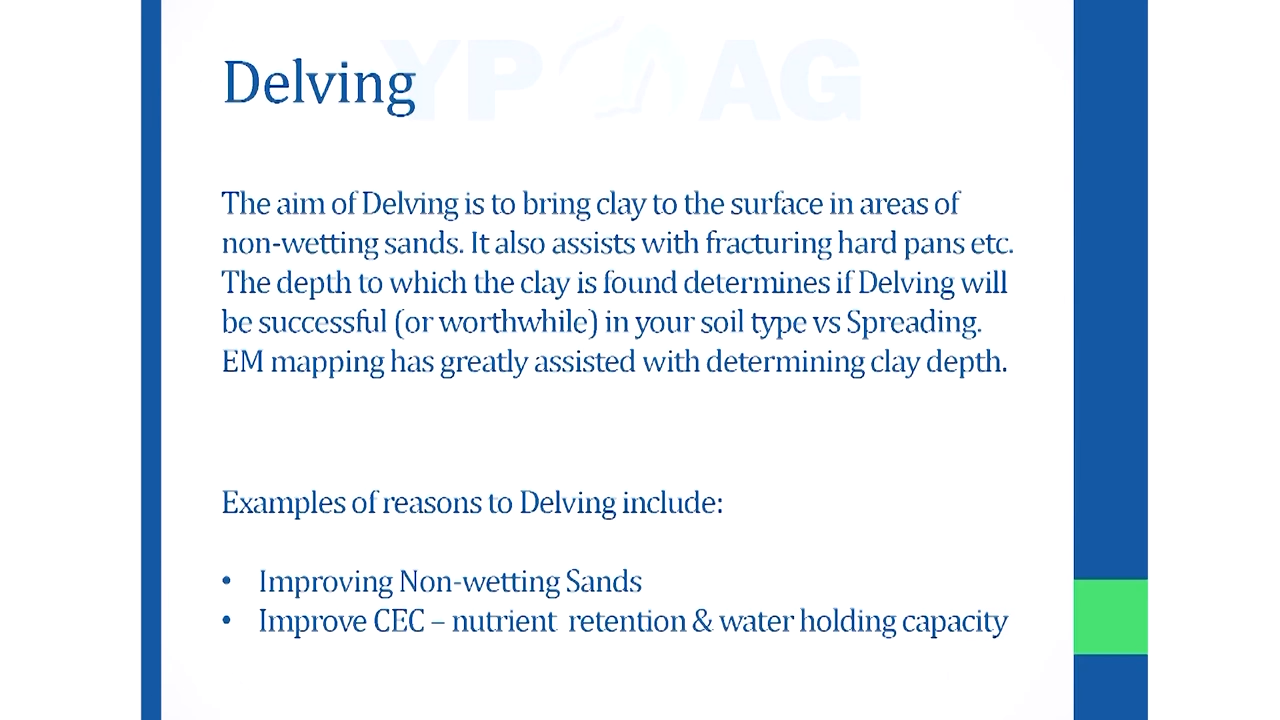 YP AG
Delving
The aim of Delving is to bring clay to the surface in areas of
non-wetting sands. It also assists with fracturing hard pans etc.
The depth to which the clay is found determines if Delving will
be successful (or worthwhile) in your soil type vs Spreading.
EM mapping has greatly assisted with determining clay depth.
Examples of reasons to Delving include:
• Improving Non-wetting Sands
• Improve CEC – nutrient  retention & water holding capacity